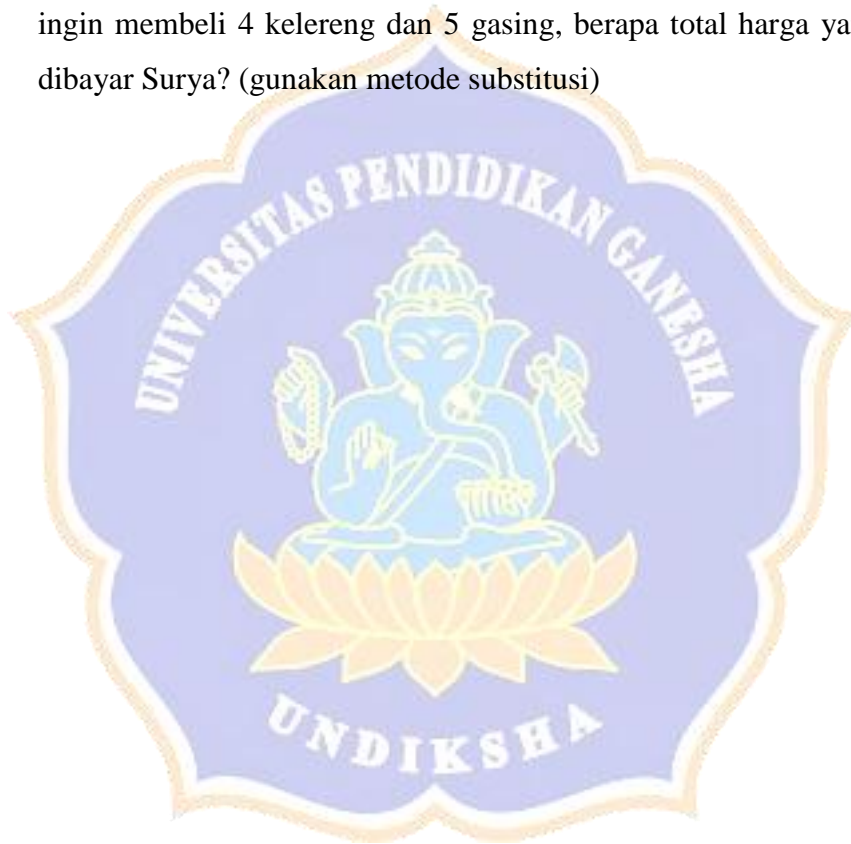 ingin membeli 4 kelereng dan 5 gasing, berapa total harga ya
dibayar Surya? (gunakan metode substitusi)
UNIVERSITAS PENDIDIKAN GANESHA
UNDIKSHA